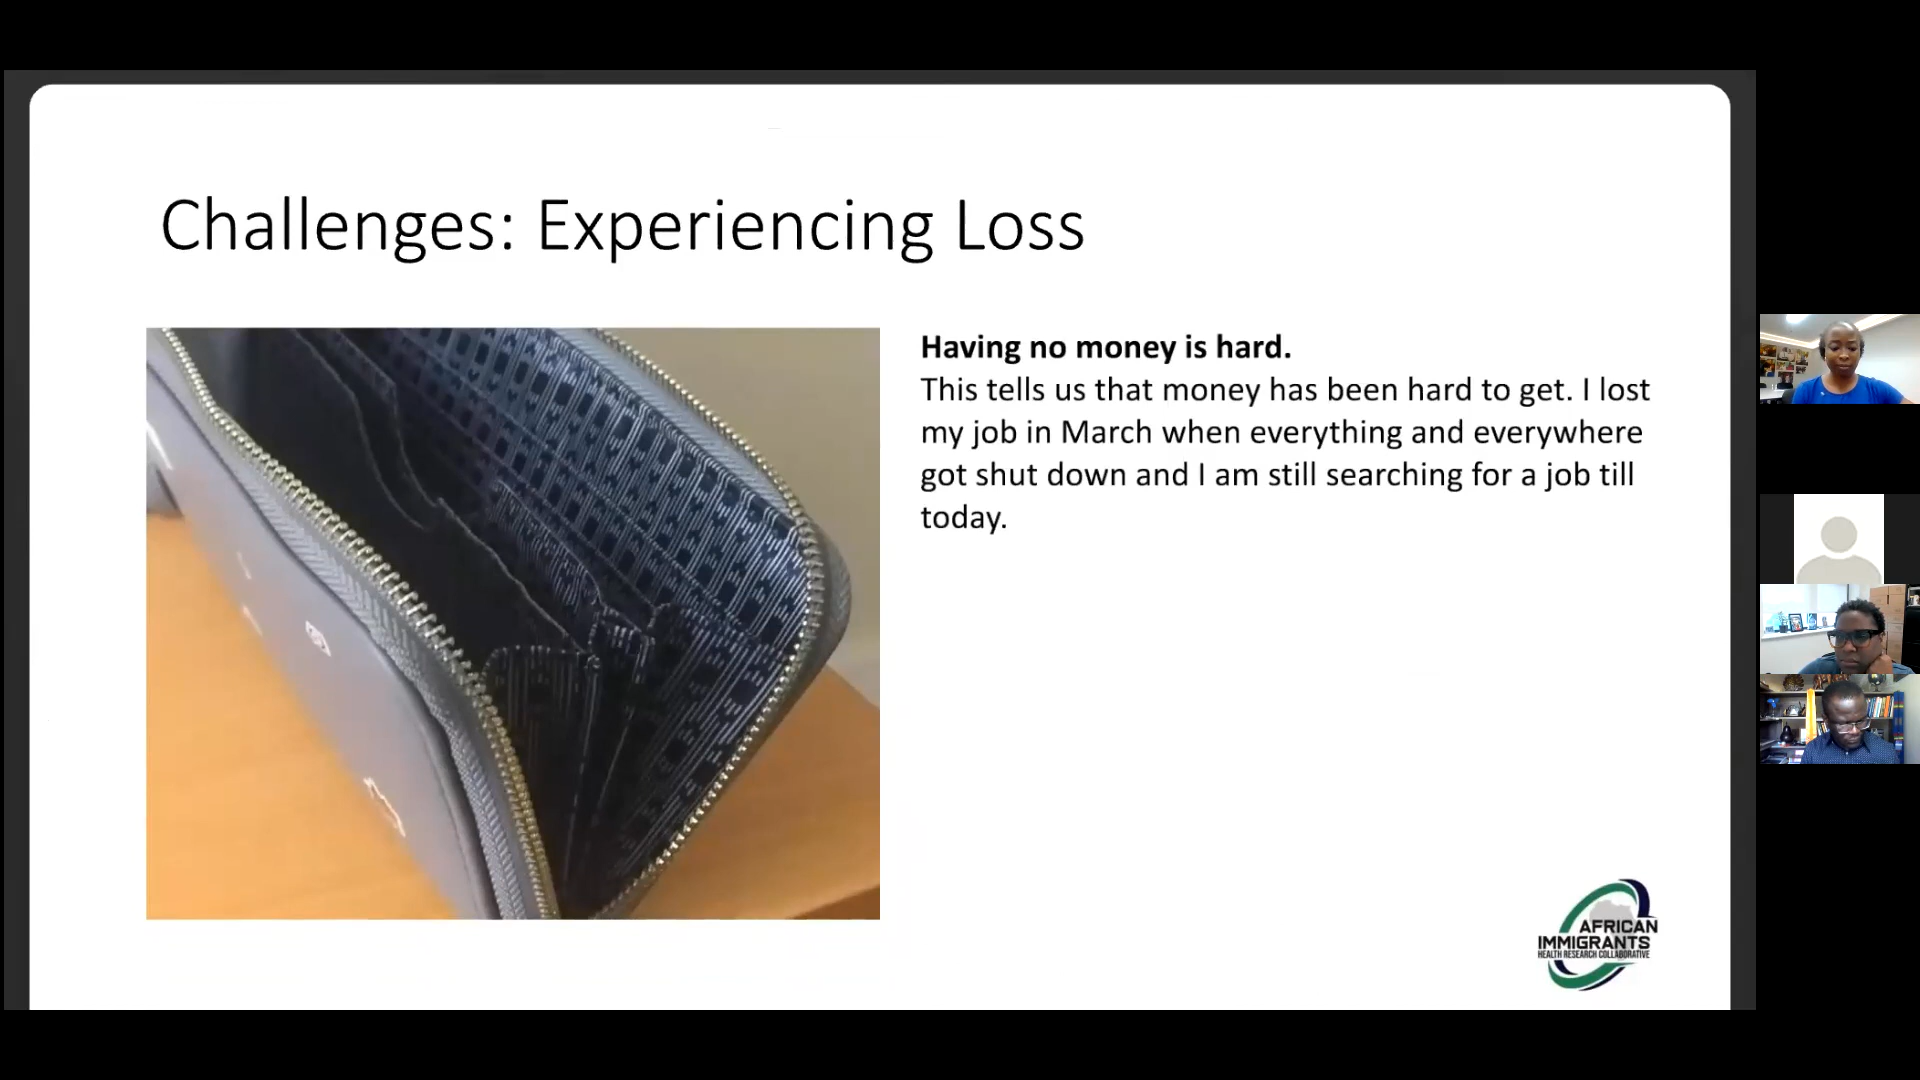 Challenges: Experiencing Loss
Having no money is hard.
This tells us that money has been hard to get. I lost
my job in March when everything and everywhere
got shut down and I am still searching for a job till
today.
AFRICAN
IMMIGRANTS
HEALTH RESEARCH COLLABORATIVE